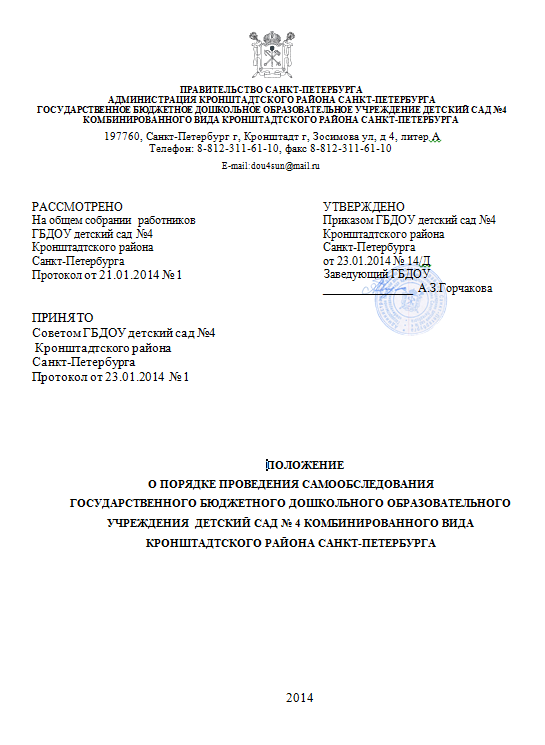 ПРАВИТЕЛЬСТВО САНКТ-ПЕТЕРБУРГА
АДМИНИСТРАЦИЯ КРОНШТАДТСКОГО РАЙОНА САНКТ-ПЕТЕРБУРГА
ГОСУДАРСТВЕННОЕ БЮДЖЕТНОЕ ДОШКОЛЬНОЕ ОБРАЗОВАТЕЛЬНОЕ УЧРЕЖДЕНИЕ ДЕТСКИЙ САД №4
КОМБИНИРОВАННОГО ВИДА КРОНШТАДТСКОГО РАЙОНА САНКТ-ПЕТЕРБУРГА
197760, Санкт-Петербург г, Кронштадт г, Зосимова ул, д 4, литер А
Телефон: 8-812-311-61-10, факс 8-812-311-61-10
E-mail:dou4sun@mail.ru
РАССМОТРЕНО
На общем собрании работников
ГБДОУ детский сад №4
Кронштадтского района
Санкт-Петербурга
Протокол от 21.01.2014 № 1
УТВЕРЖДЕНО
Приказом ГБДОУ детский сад №4
Кронштадтского района
Санкт-Петербурга
от 23.01.2014 № 14/Д
Заведующий ГБДОУ
_______________ А.З.Горчакова
ПРИНЯТО
Советом ГБДОУ детский сад №4
Кронштадтского района
Санкт-Петербурга
Протокол от 23.01.2014 № 1
ПОЛОЖЕНИЕ
О ПОРЯДКЕ ПРОВЕДЕНИЯ САМООБСЛЕДОВАНИЯ
ГОСУДАРСТВЕННОГО БЮДЖЕТНОГО ДОШКОЛЬНОГО ОБРАЗОВАТЕЛЬНОГО
УЧРЕЖДЕНИЯ ДЕТСКИЙ САД № 4 КОМБИНИРОВАННОГО ВИДА
КРОНШТАДТСКОГО РАЙОНА САНКТ-ПЕТЕРБУРГА
2014